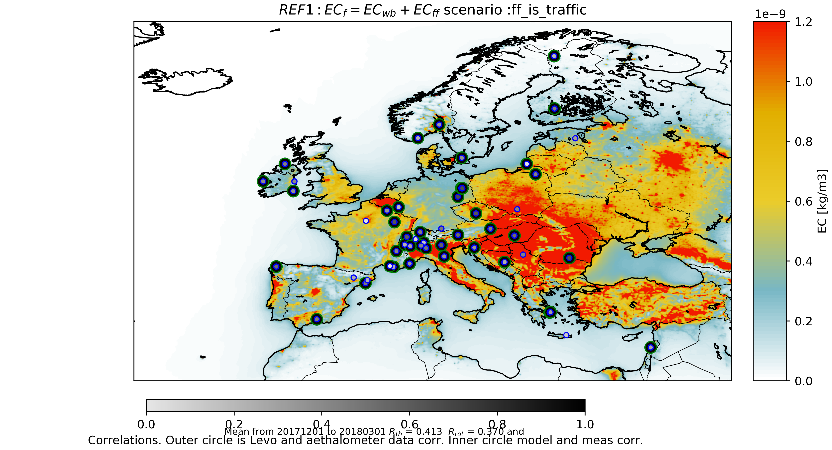 REF1 : EC_f = EC_wb + EC_ff scenario :ff_is_traffic
1e−9
1.2
1.0
0.8
0.6
0.4
0.2
0.0
EC [kg/m3]
0.0 0.2 0.4 0.6 0.8 1.0
Mean from 20171201 to 20180301 = 0.413 = 0.370 and
Correlations. Outer circle is Levo and aethalometer data corr. Inner circle model and meas corr.